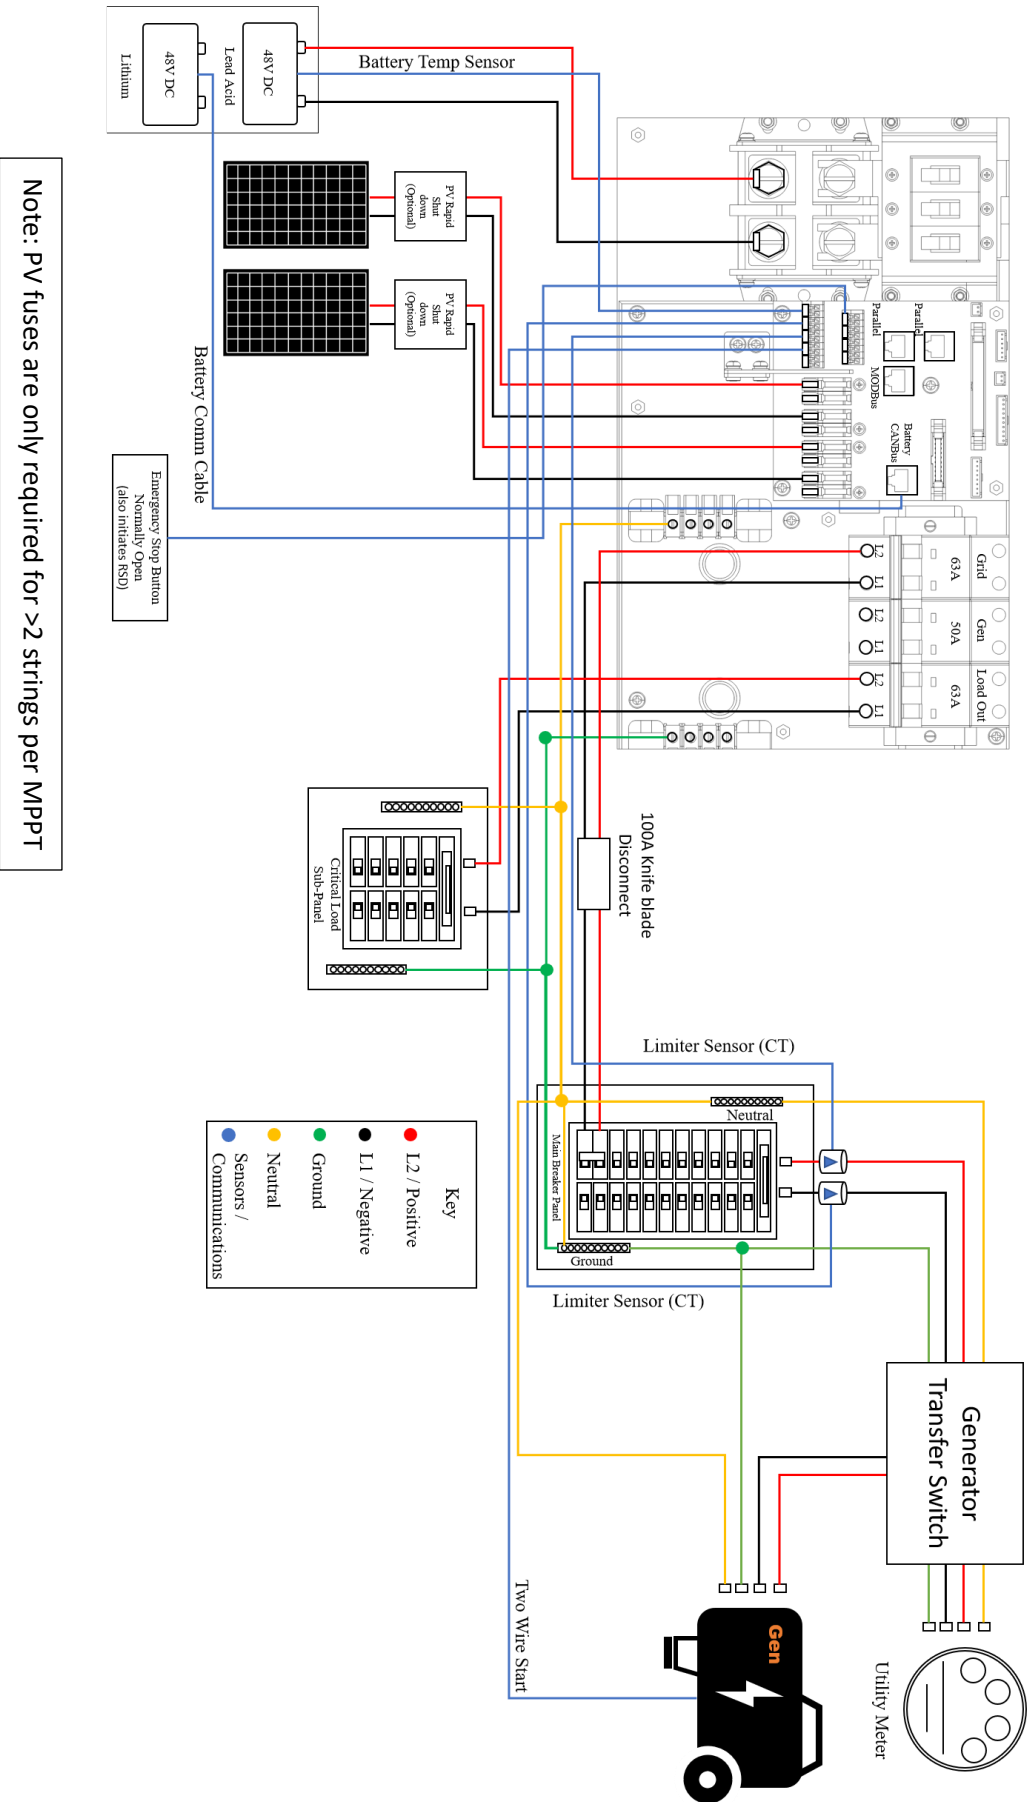 48V DC
Lithium
48V DC
Lead Acid
Battery Temp Sensor
PV Rapid
Shut
down
(Optional)
PV Rapid
Shut
down
(Optional)
Battery Comm Cable
Emergency Stop Button
Normally Open
(also initiates RSD)
Parallel
Parallel
MODBus
Battery
CANBus
Grid
63A
L2
L1
Gen
50A
L2
L1
Load Out
63A
L2
L1
100A Knife blade
Disconnect
Critical Load
Sub-Panel
Limiter Sensor (CT)
Neutral
Main Breaker Panel
Ground
Limiter Sensor (CT)
Key
L2 / Positive
L1 / Negative
Ground
Neutral
Sensors /
Communications
Generator
Transfer Switch
Two Wire Start
Gen
Utility Meter
Note: PV fuses are only required for >2 strings per MPPT